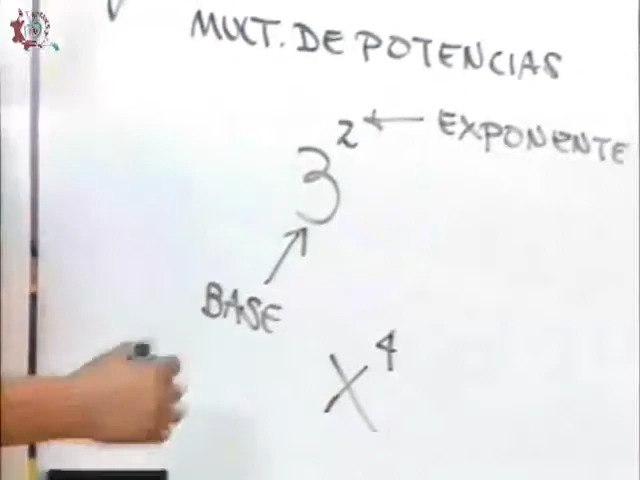 MULT. DE POTENCIAS
3² ← EXPONENTE
BASE
X⁴